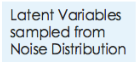 Latent Variables
sampled from
Noise Distribution